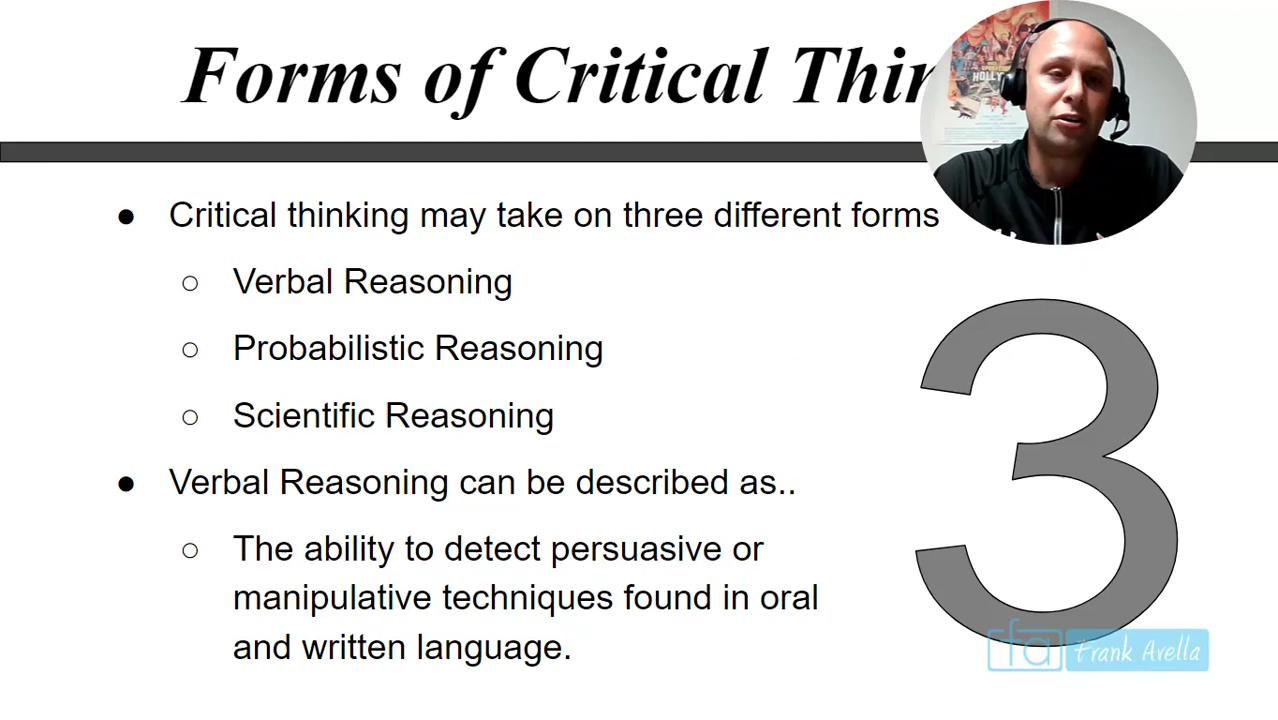 Forms of Critical Thin
● Critical thinking may take on three different forms
○ Verbal Reasoning
○ Probabilistic Reasoning
○ Scientific Reasoning
● Verbal Reasoning can be described as..
○ The ability to detect persuasive or
manipulative techniques found in oral
and written language.
3
fa Frank Avella